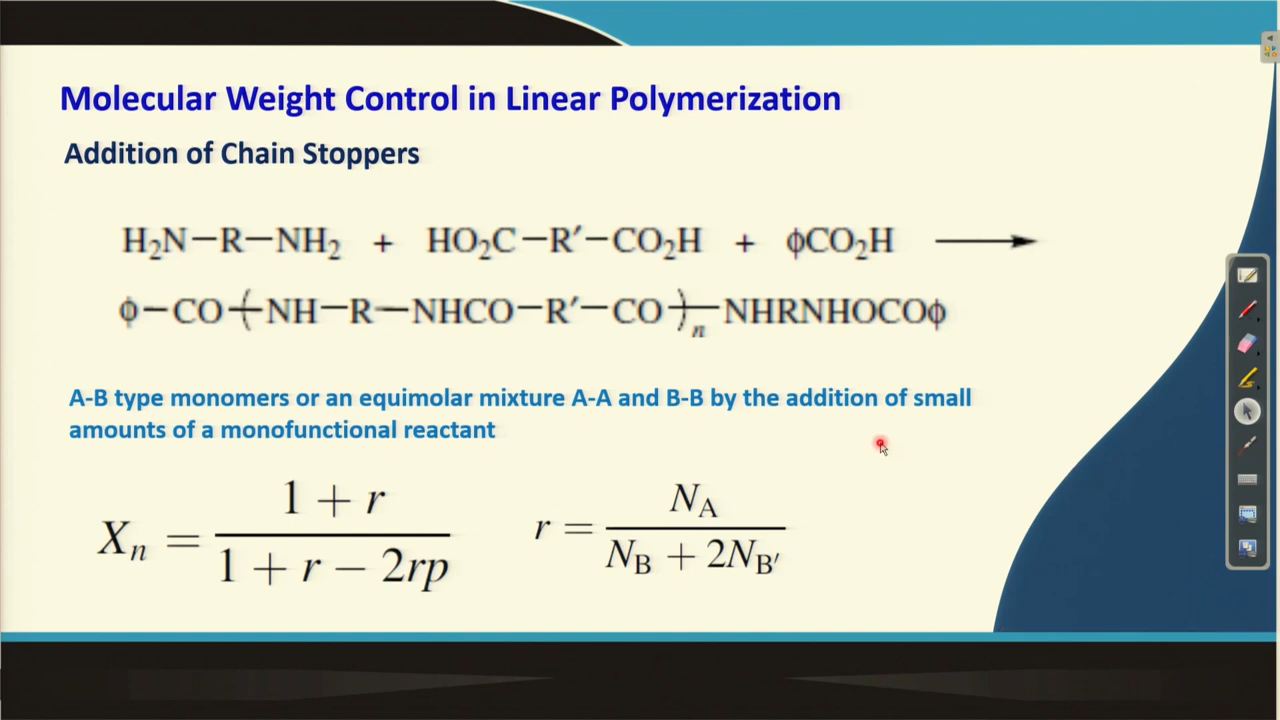 Molecular Weight Control in Linear Polymerization
Addition of Chain Stoppers
H₂N−R−NH₂ + HO₂C−R′−CO₂H + ϕCO₂H ⟶
ϕ−CO(NH−R−NHCO−R′−CO)ₙNHRNHOCOϕ
A-B type monomers or an equimolar mixture A-A and B-B by the addition of small
amounts of a monofunctional reactant
Xₙ = (1 + r)/(1 + r − 2rp) r = N_A/(N_B + 2N_B′)